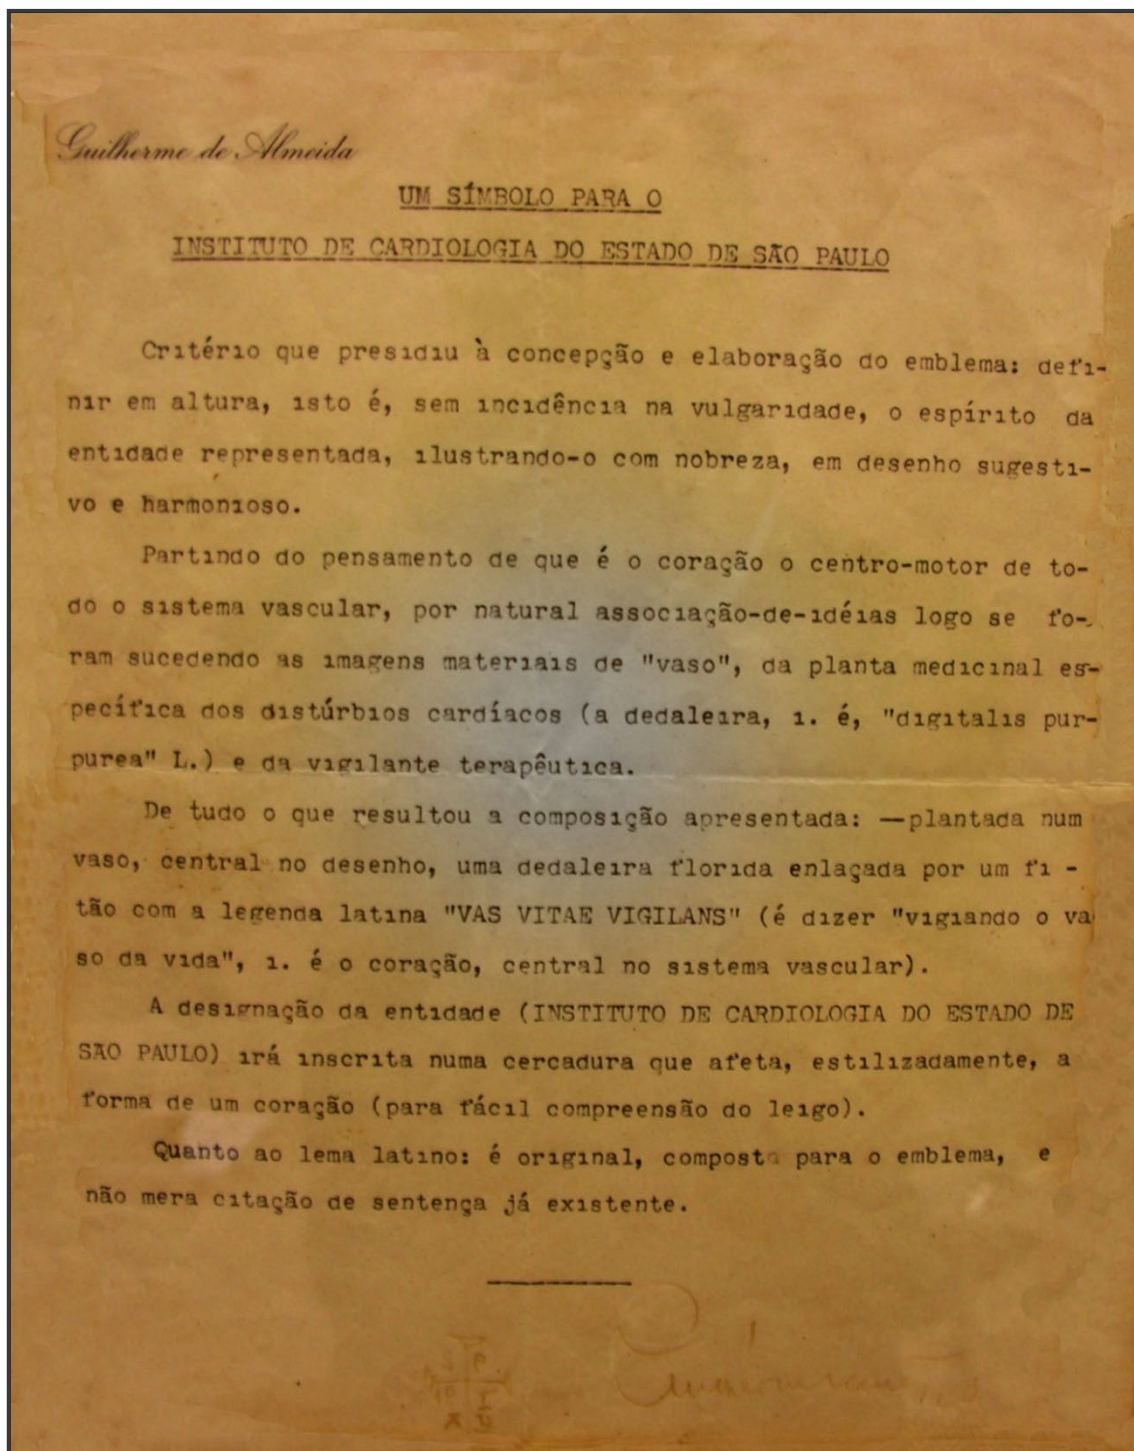 Guilherme de Almeida
UM SÍMBOLO PARA O
INSTITUTO DE CARDIOLOGIA DO ESTADO DE SÃO PAULO
Critério que presidiu à concepção e elaboração do emblema: defi-
nir em altura, isto é, sem incidência na vulgaridade, o espírito da
entidade representada, ilustrando-o com nobreza, em desenho sugesti-
vo e harmonioso.
Partindo do pensamento de que é o coração o centro-motor de to-
do o sistema vascular, por natural associação-de-idéias logo se fo-
ram sucedendo as imagens materiais de "vaso", da planta medicinal es-
pecífica dos distúrbios cardíacos (a dedaleira, i. é, "digitalis pur-
purea" L.) e da vigilante terapêutica.
De tudo o que resultou a composição apresentada: —plantada num
vaso, central no desenho, uma dedaleira florida enlaçada por um fi -
tão com a legenda latina "VAS VITAE VIGILANS" (é dizer "vigiando o va
so da vida", i. é o coração, central no sistema vascular).
A designação da entidade (INSTITUTO DE CARDIOLOGIA DO ESTADO DE
SÃO PAULO) irá inscrita numa cercadura que afeta, estilizadamente, a
forma de um coração (para fácil compreensão do leigo).
Quanto ao lema latino: é original, composto para o emblema, e
não mera citação de sentença já existente.